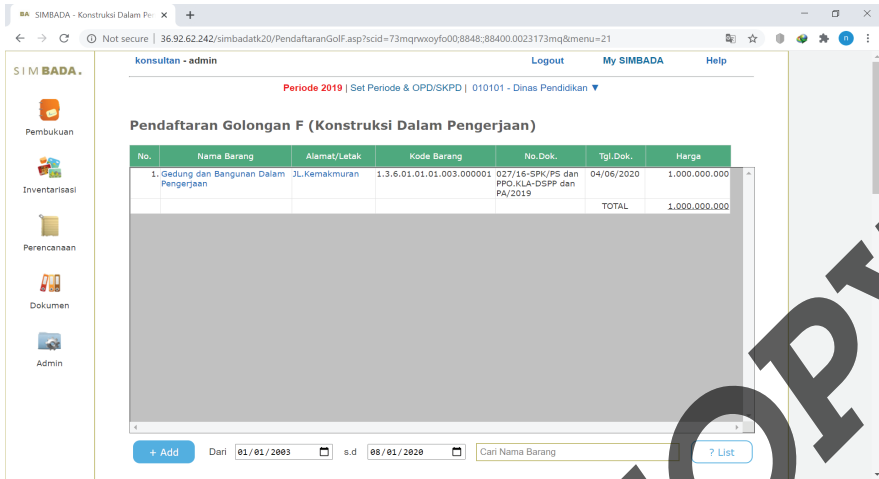 BA SIMBADA - Konstruksi Dalam Per
Not secure | 36.92.62.242/simbadatk20/PendaftaranGolF.asp?scid=73mqrwxoyfo00;8848:;88400.0023173mq&menu=21
n
SIMBADA.
konsultan - admin Logout My SIMBADA Help
Periode 2019 | Set Periode & OPD/SKPD | 010101 - Dinas Pendidikan ▼
Pembukuan
Inventarisasi
Perencanaan
Dokumen
Admin
Pendaftaran Golongan F (Konstruksi Dalam Pengerjaan)
No. Nama Barang Alamat/Letak Kode Barang No.Dok. Tgl.Dok. Harga
1. Gedung dan Bangunan Dalam JL.Kemakmuran 1.3.6.01.01.01.003.000001 027/16-SPK/PS dan 04/06/2020 1.000.000.000
Pengerjaan PPO.KLA-DSPP dan
PA/2019
TOTAL 1.000.000.000
+ Add Dari 01/01/2003 s.d 08/01/2020 Cari Nama Barang ? List
OPY